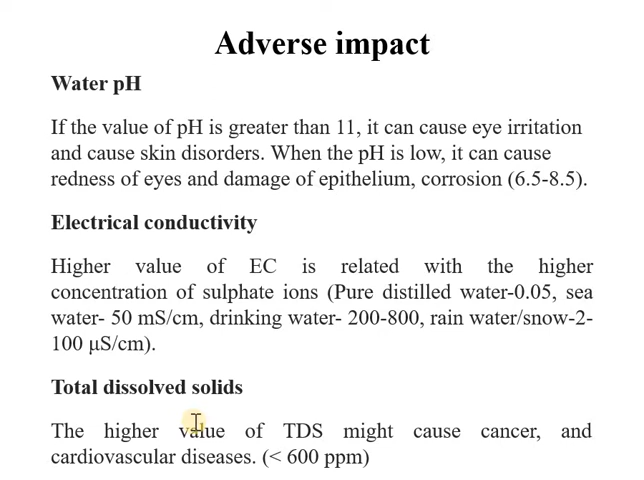 Adverse impact
Water pH
If the value of pH is greater than 11, it can cause eye irritation
and cause skin disorders. When the pH is low, it can cause
redness of eyes and damage of epithelium, corrosion (6.5-8.5).
Electrical conductivity
Higher value of EC is related with the higher
concentration of sulphate ions (Pure distilled water-0.05, sea
water- 50 mS/cm, drinking water- 200-800, rain water/snow-2-
100 μS/cm).
Total dissolved solids
The higher value of TDS might cause cancer, and
cardiovascular diseases. (< 600 ppm)